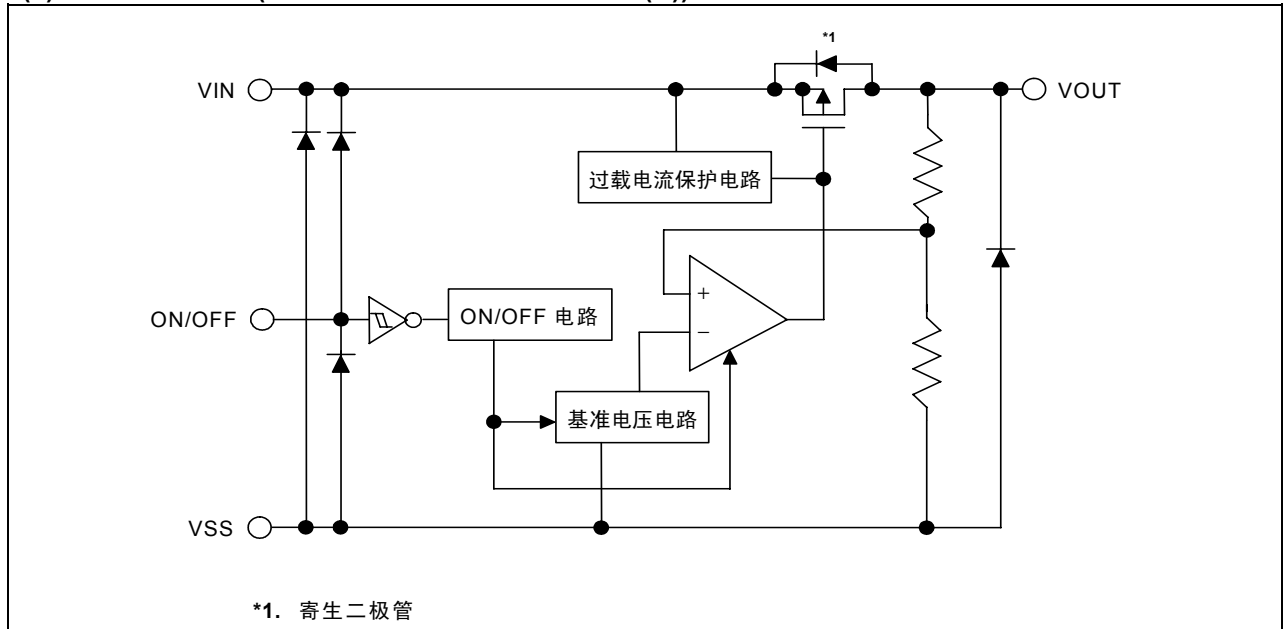 *1
VIN
VOUT
过载电流保护电路
+
ON/OFF
ON/OFF 电路
−
基准电压电路
VSS
*1. 寄生二极管